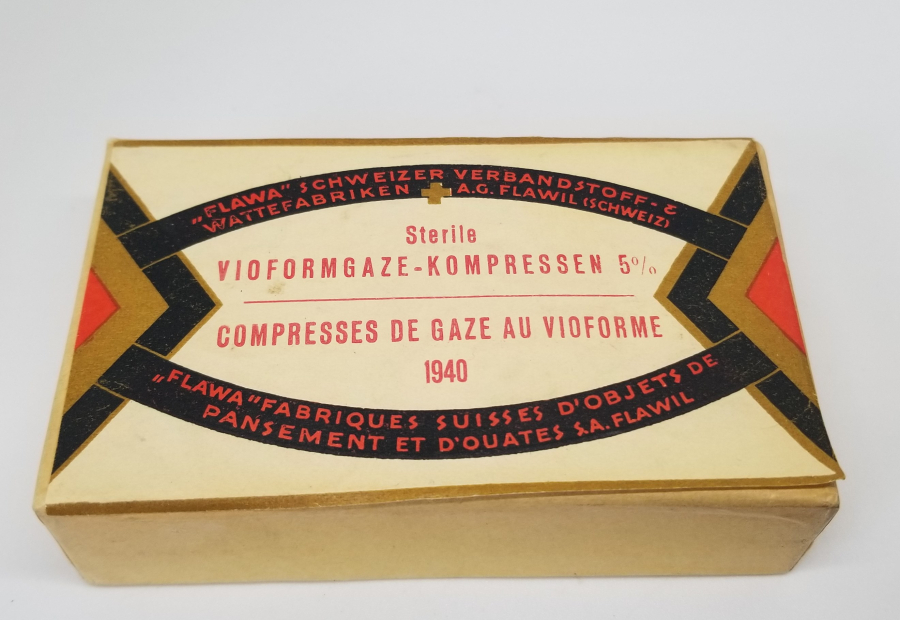 „FLAWA" SCHWEIZER VERBANDSTOFF- &
WATTEFABRIKEN A.G. FLAWIL (SCHWEIZ)
Sterile
VIOFORMGAZE-KOMPRESSEN 5%
COMPRESSES DE GAZE AU VIOFORME
1940
„FLAWA" FABRIQUES SUISSES D'OBJETS DE
PANSEMENT ET D'OUATES S.A. FLAWIL